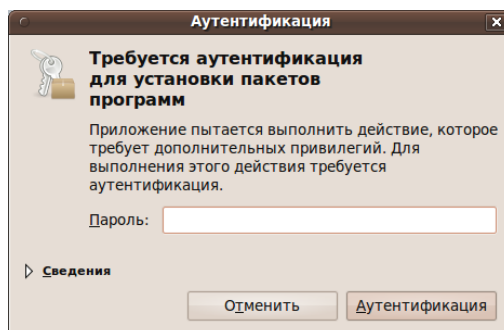 Аутентификация
Требуется аутентификация
для установки пакетов
программ
Приложение пытается выполнить действие, которое
требует дополнительных привилегий. Для
выполнения этого действия требуется
аутентификация.
Пароль:
Сведения
Отменить Аутентификация